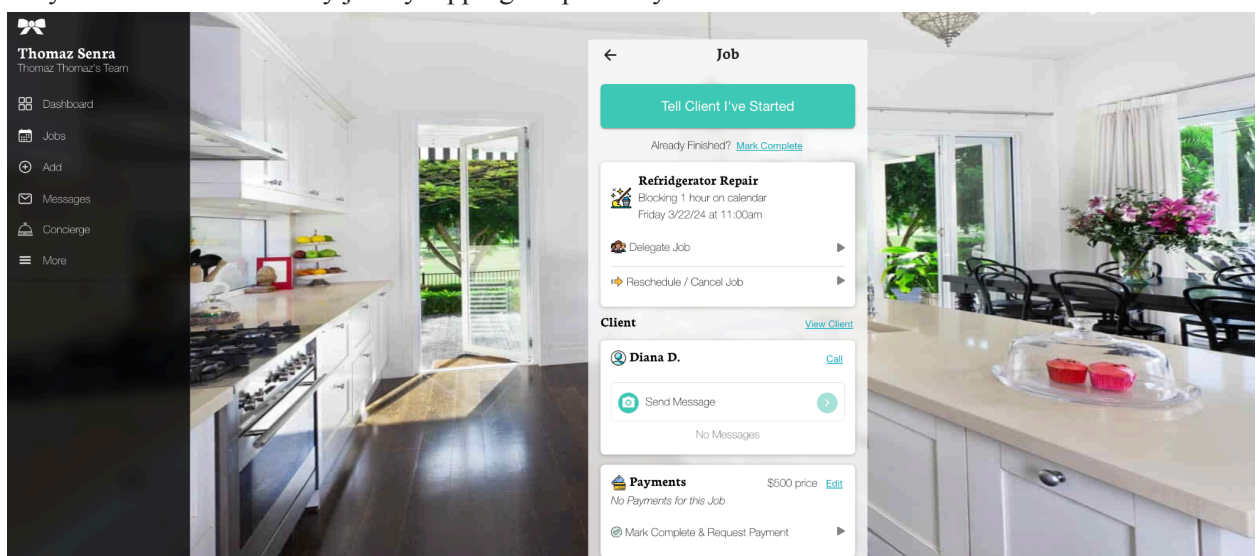 Thomaz Senra
Thomaz Thomaz's Team
Dashboard
Jobs
Add
Messages
Concierge
More
Job
Tell Client I've Started
Already Finished? Mark Complete
Refridgerator Repair
Blocking 1 hour on calendar
Friday 3/22/24 at 11:00am
Delegate Job
Reschedule / Cancel Job
Client View Client
Diana D. Call
Send Message
No Messages
Payments $500 price Edit
No Payments for this Job
Mark Complete & Request Payment